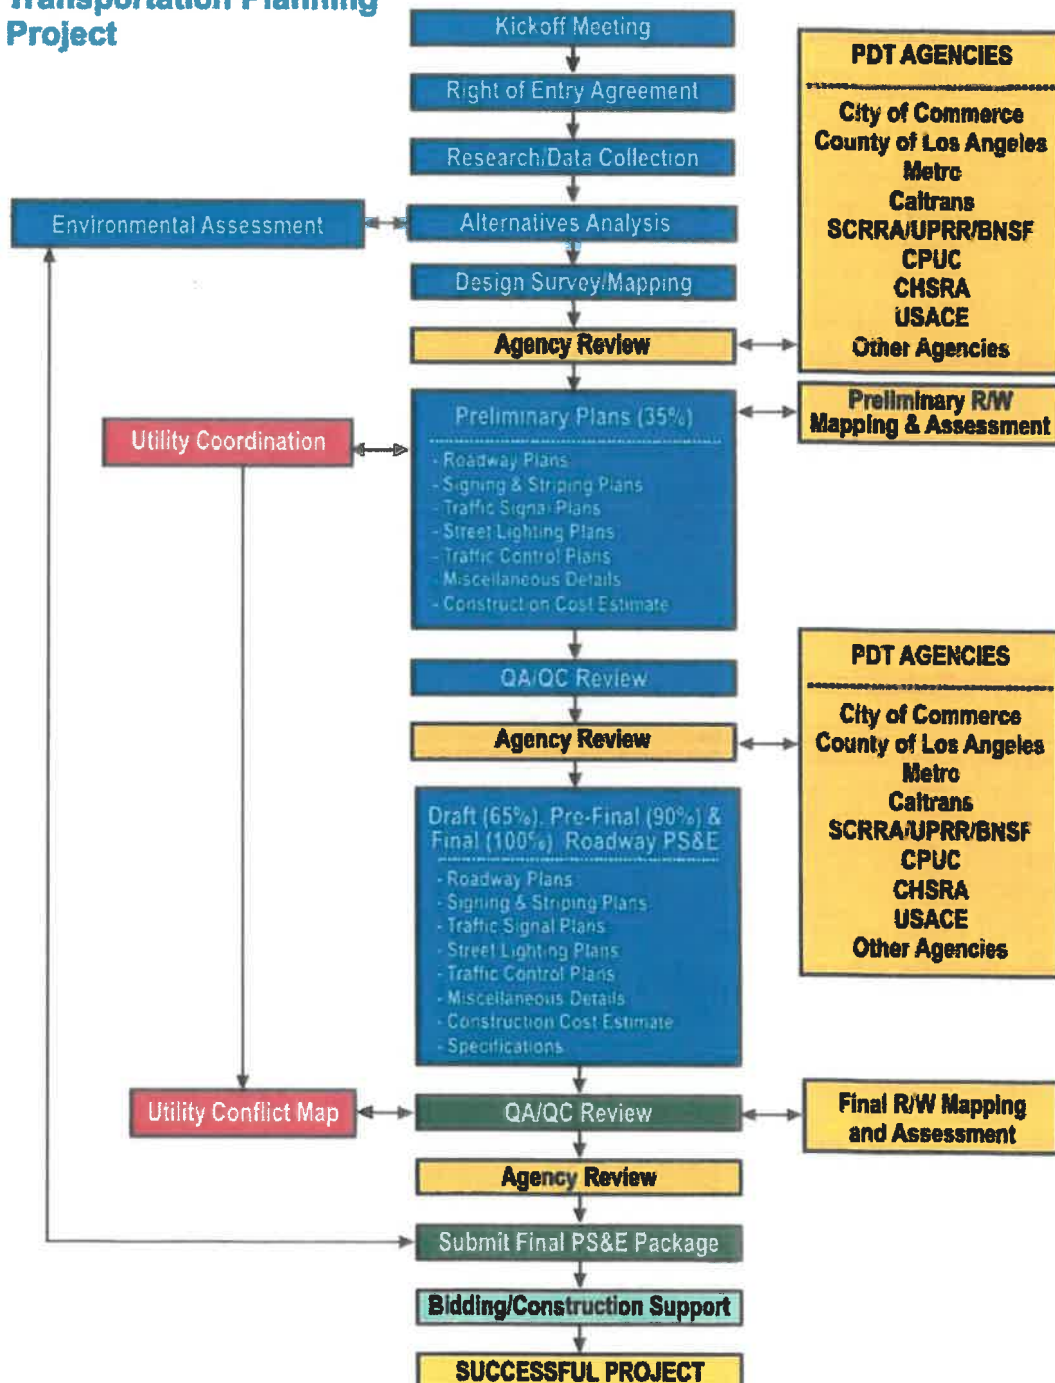 Transportation Planning
Project
Kickoff Meeting
Right of Entry Agreement
Research/Data Collection
Environmental Assessment
Alternatives Analysis
Design Survey/Mapping
Agency Review
PDT AGENCIES
City of Commerce
County of Los Angeles
Metro
Caltrans
SCRRA/UPRR/BNSF
CPUC
CHSRA
USACE
Other Agencies
Preliminary R/W
Mapping & Assessment
Utility Coordination
Preliminary Plans (35%)
- Roadway Plans
- Signing & Striping Plans
- Traffic Signal Plans
- Street Lighting Plans
- Traffic Control Plans
- Miscellaneous Details
- Construction Cost Estimate
QA/QC Review
Agency Review
PDT AGENCIES
City of Commerce
County of Los Angeles
Metro
Caltrans
SCRRA/UPRR/BNSF
CPUC
CHSRA
USACE
Other Agencies
Draft (65%), Pre-Final (90%) &
Final (100%) Roadway PS&E
- Roadway Plans
- Signing & Striping Plans
- Traffic Signal Plans
- Street Lighting Plans
- Traffic Control Plans
- Miscellaneous Details
- Construction Cost Estimate
- Specifications
Utility Conflict Map
QA/QC Review
Final R/W Mapping
and Assessment
Agency Review
Submit Final PS&E Package
Bidding/Construction Support
SUCCESSFUL PROJECT